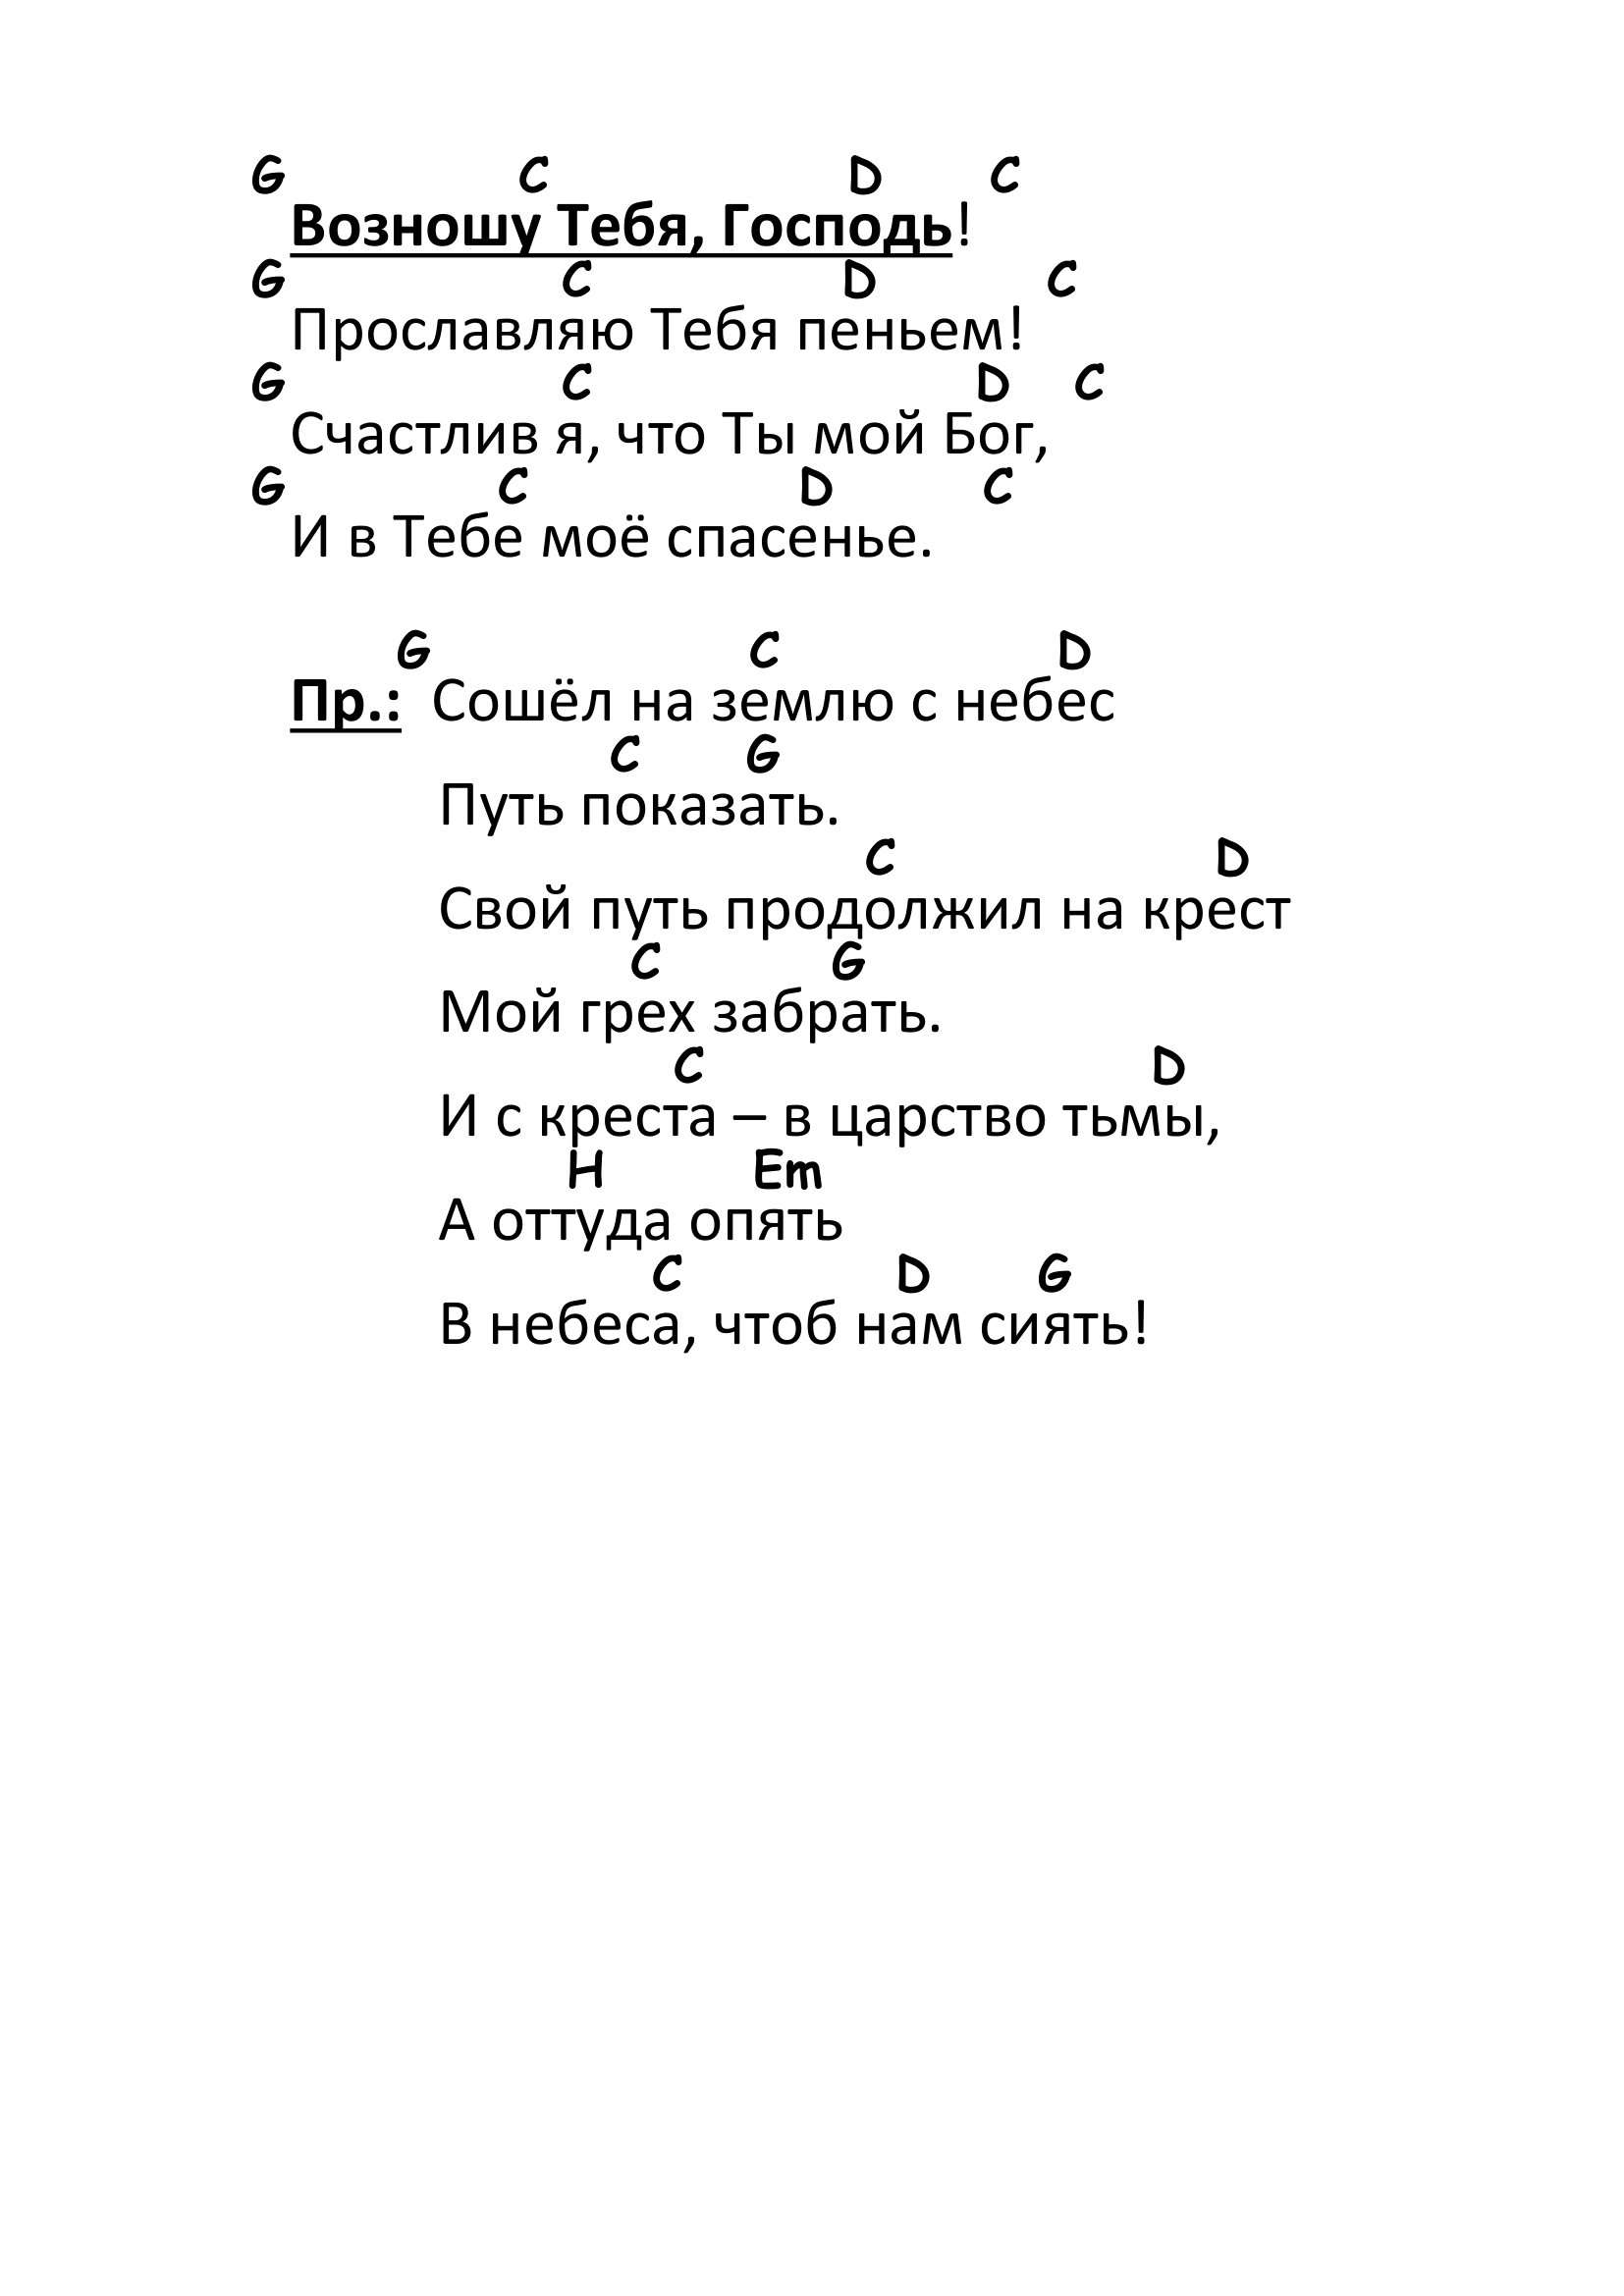 G C D C
Возношу Тебя, Господь!
G C D C
Прославляю Тебя пеньем!
G C D C
Счастлив я, что Ты мой Бог,
G C D C
И в Тебе моё спасенье.
G C D
Пр.: Сошёл на землю с небес
C G
Путь показать.
C D
Свой путь продолжил на крест
C G
Мой грех забрать.
C D
И с креста – в царство тьмы,
H Em
А оттуда опять
C D G
В небеса, чтоб нам сиять!